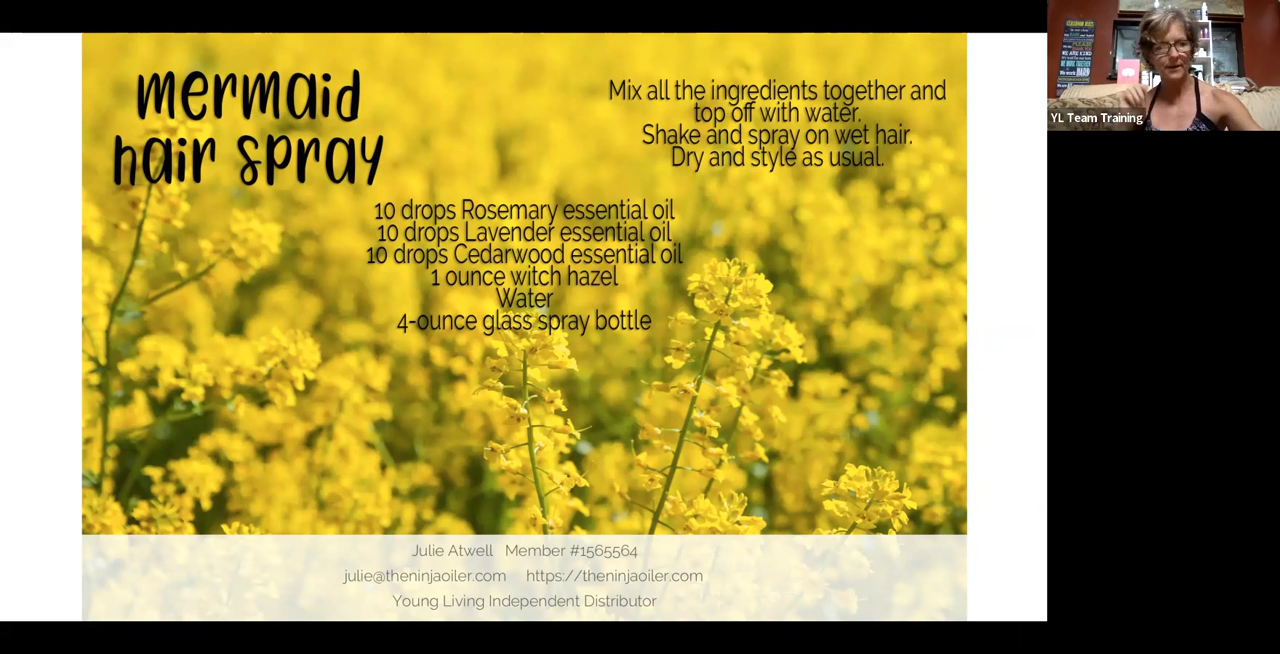 mermaid
hair spray
Mix all the ingredients together and
top off with water.
Shake and spray on wet hair.
Dry and style as usual.
10 drops Rosemary essential oil
10 drops Lavender essential oil
10 drops Cedarwood essential oil
1 ounce witch hazel
Water
4-ounce glass spray bottle
Julie Atwell Member #1565564
julie@theninjaoiler.com https://theninjaoiler.com
Young Living Independent Distributor
YL Team Training